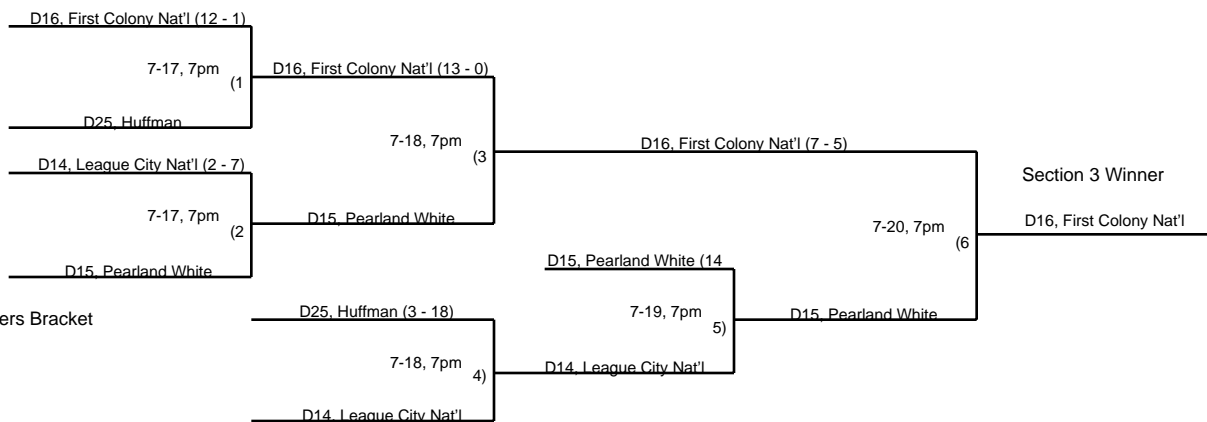 D16, First Colony Nat'l (12 - 1)
7-17, 7pm
(1
D16, First Colony Nat'l (13 - 0)
D25, Huffman
7-18, 7pm
(3
D16, First Colony Nat'l (7 - 5)
D14, League City Nat'l (2 - 7)
Section 3 Winner
7-17, 7pm
(2
D15, Pearland White
7-20, 7pm
(6
D16, First Colony Nat'l
D15, Pearland White
D15, Pearland White (14
ers Bracket
D25, Huffman (3 - 18)
7-19, 7pm
5)
D15, Pearland White
7-18, 7pm
4)
D14, League City Nat'l
D14, League City Nat'l